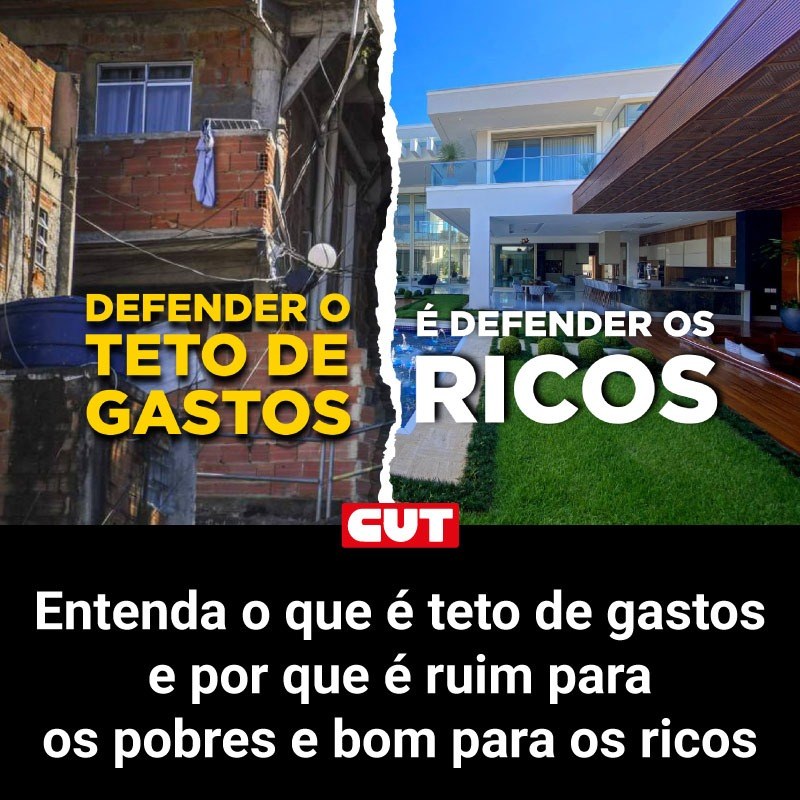 DEFENDER O
TETO DE
GASTOS
É DEFENDER OS
RICOS
CUT
Entenda o que é teto de gastos
e por que é ruim para
os pobres e bom para os ricos